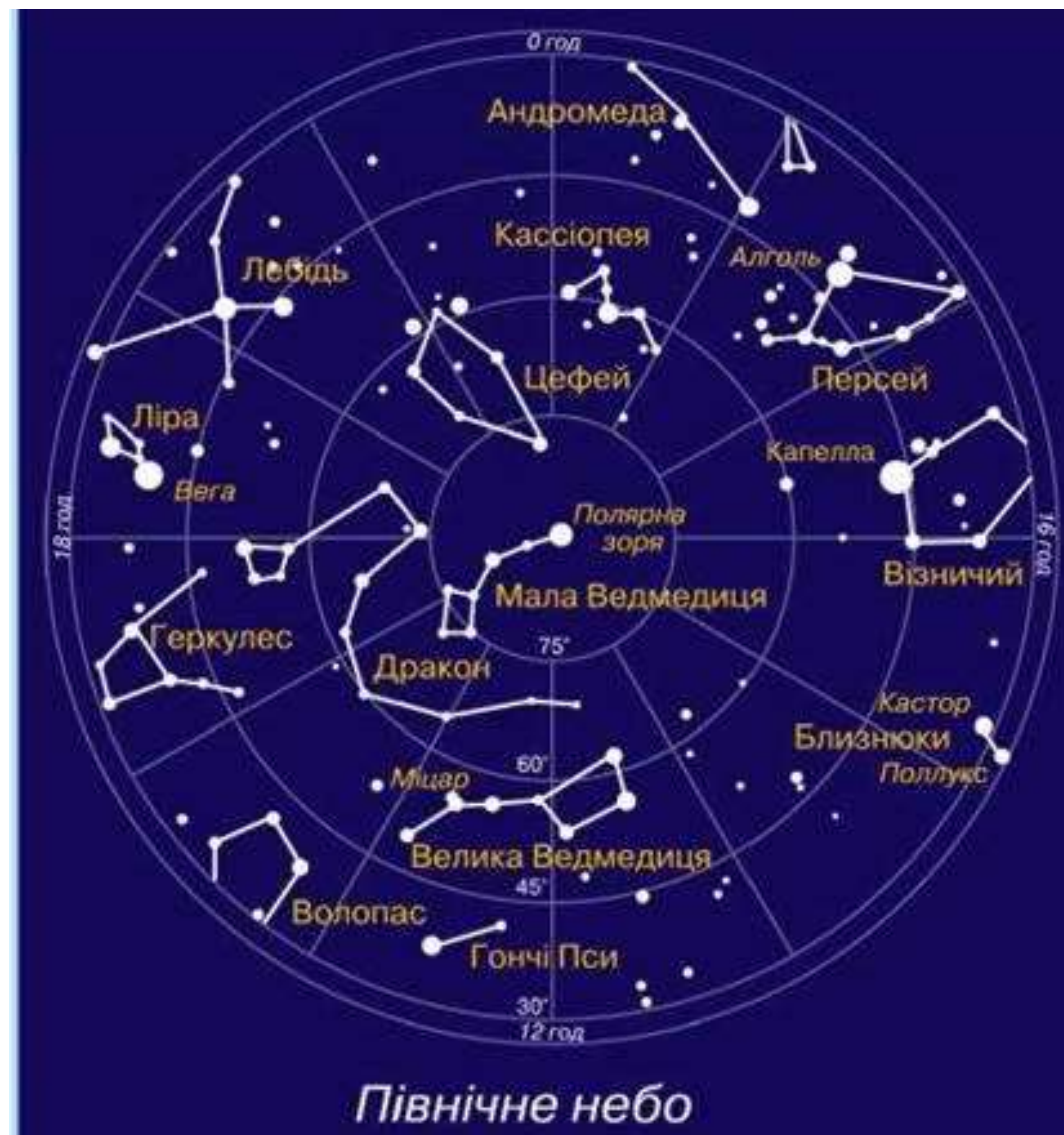 0 год
Андромеда
Кассіопея
Алголь
Лебідь
Цефей
Персей
Ліра
Капелла
Вега
Полярна
зоря
18 год
16 год
Візничий
Мала Ведмедиця
Геркулес
75°
Дракон
Кастор
Близнюки
Поллукс
60°
Міцар
Велика Ведмедиця
45°
Волопас
Гончі Пси
30°
12 год
Північне небо